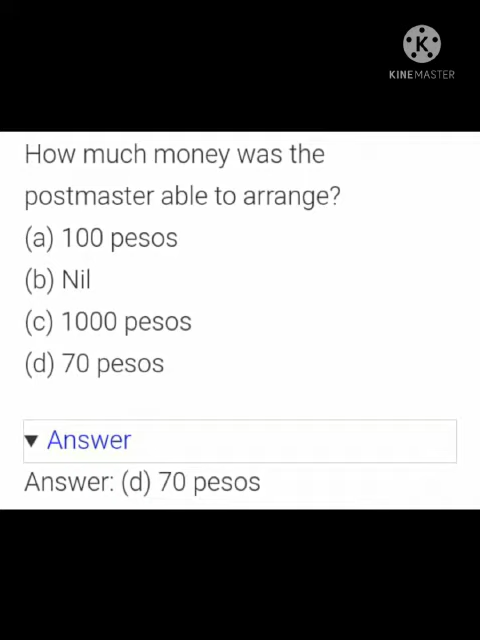 K
KINEMASTER
How much money was the
postmaster able to arrange?
(a) 100 pesos
(b) Nil
(c) 1000 pesos
(d) 70 pesos
Answer
Answer: (d) 70 pesos